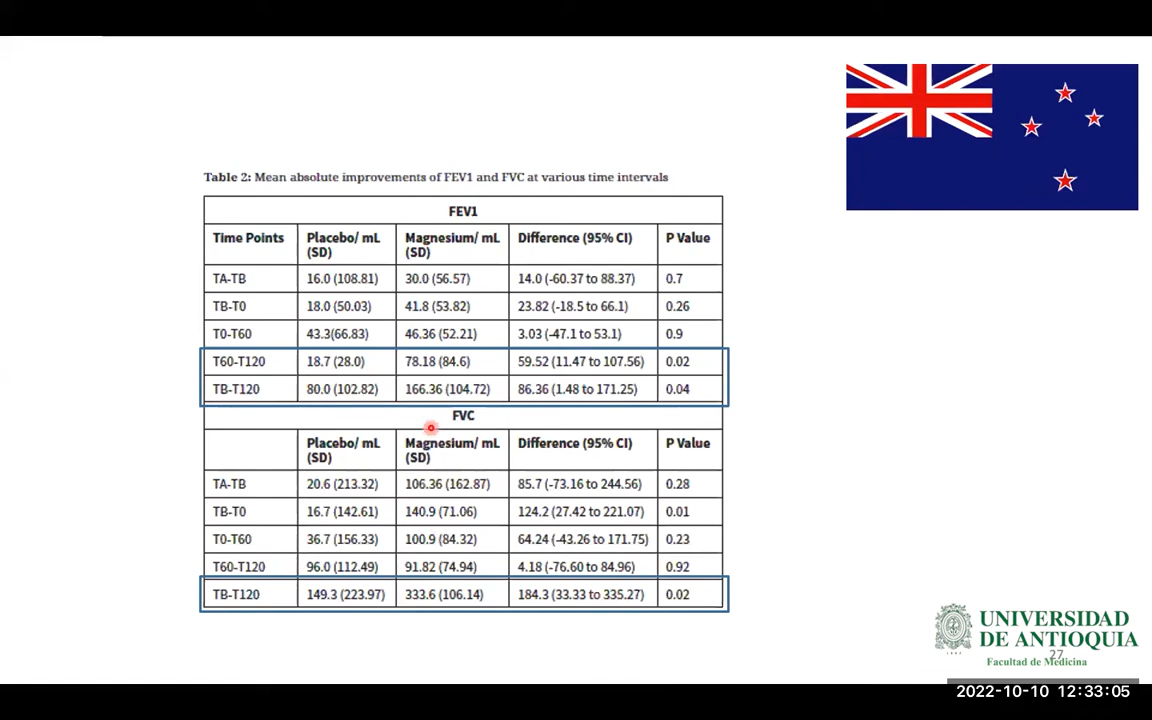 Table 2: Mean absolute improvements of FEV1 and FVC at various time intervals
FEV1
Time Points Placebo/ mL (SD) Magnesium/ mL (SD) Difference (95% CI) P Value
TA-TB 16.0 (108.81) 30.0 (56.57) 14.0 (-60.37 to 88.37) 0.7
TB-T0 18.0 (50.03) 41.8 (53.82) 23.82 (-18.5 to 66.1) 0.26
T0-T60 43.3(66.83) 46.36 (52.21) 3.03 (-47.1 to 53.1) 0.9
T60-T120 18.7 (28.0) 78.18 (84.6) 59.52 (11.47 to 107.56) 0.02
TB-T120 80.0 (102.82) 166.36 (104.72) 86.36 (1.48 to 171.25) 0.04
FVC
Placebo/ mL (SD) Magnesium/ mL (SD) Difference (95% CI) P Value
TA-TB 20.6 (213.32) 106.36 (162.87) 85.7 (-73.16 to 244.56) 0.28
TB-T0 16.7 (142.61) 140.9 (71.06) 124.2 (27.42 to 221.07) 0.01
T0-T60 36.7 (156.33) 100.9 (84.32) 64.24 (-43.26 to 171.75) 0.23
T60-T120 96.0 (112.49) 91.82 (74.94) 4.18 (-76.60 to 84.96) 0.92
TB-T120 149.3 (223.97) 333.6 (106.14) 184.3 (33.33 to 335.27) 0.02
UNIVERSIDAD
DE ANTIOQUIA
27
Facultad de Medicina
2022-10-10 12:33:05